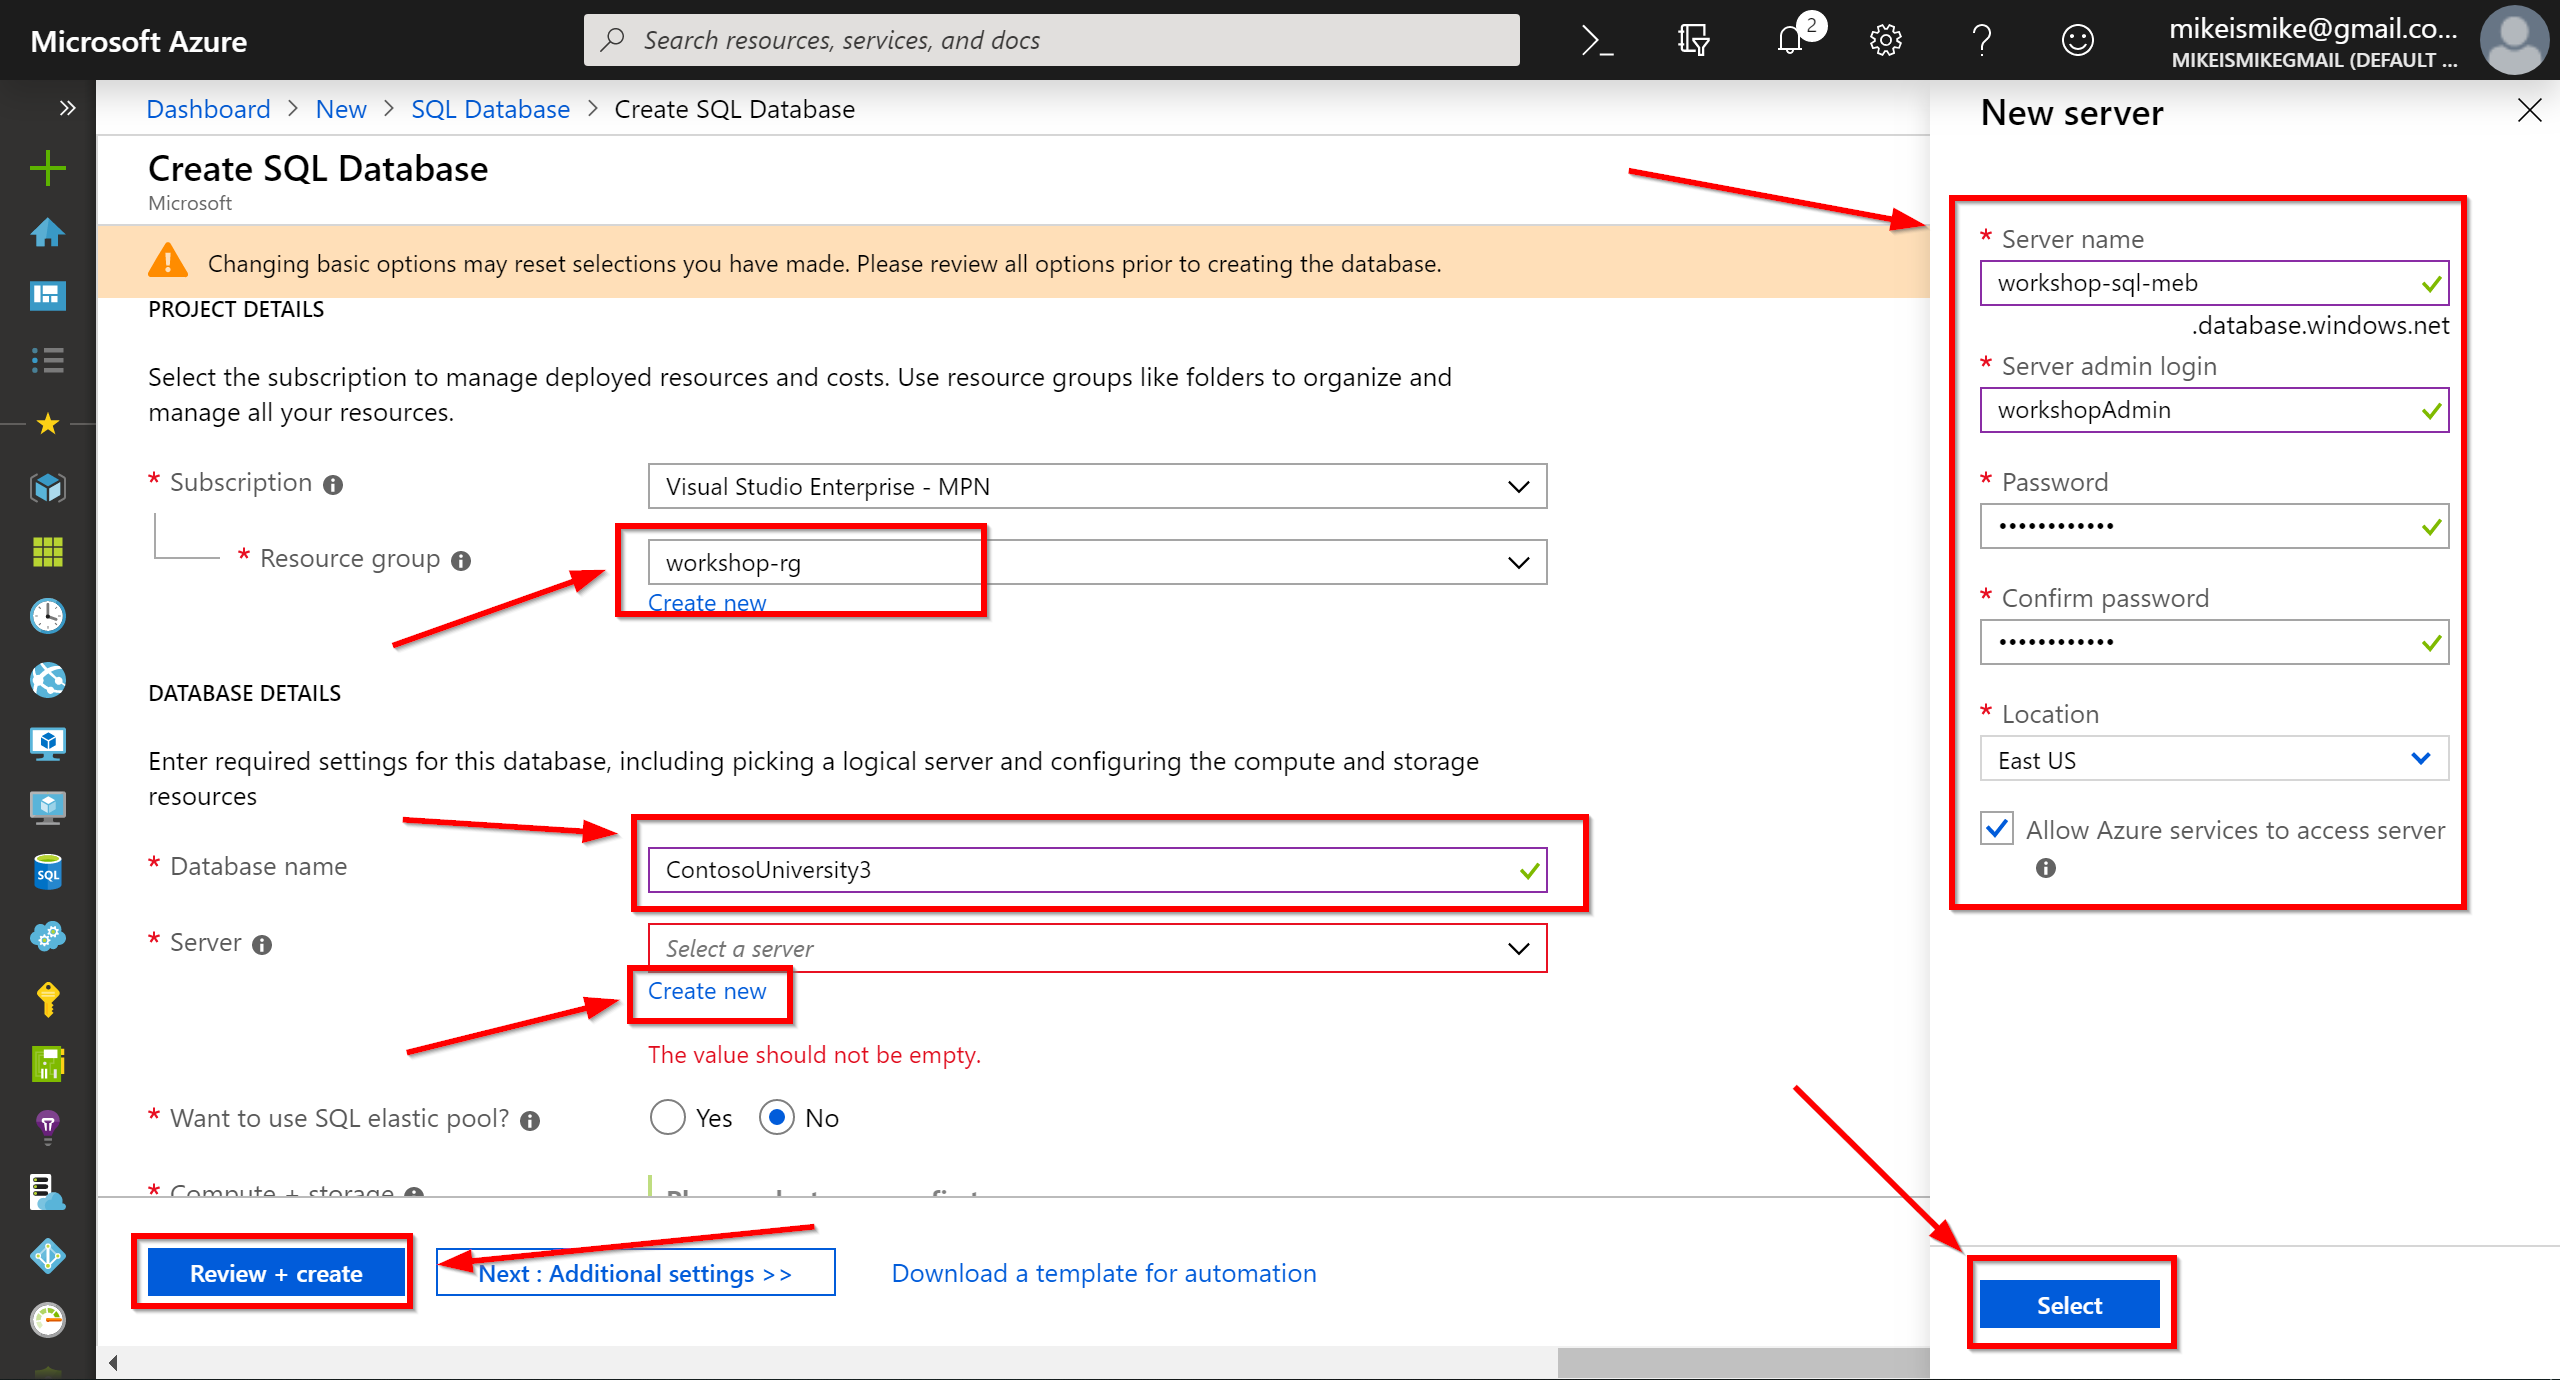 Microsoft Azure
Search resources, services, and docs
2
mikeismike@gmail.co...
MIKEISMIKEGMAIL (DEFAULT ...
Dashboard > New > SQL Database > Create SQL Database
Create SQL Database
Microsoft
Changing basic options may reset selections you have made. Please review all options prior to creating the database.
PROJECT DETAILS
Select the subscription to manage deployed resources and costs. Use resource groups like folders to organize and
manage all your resources.
* Subscription
Visual Studio Enterprise - MPN
* Resource group
workshop-rg
Create new
DATABASE DETAILS
Enter required settings for this database, including picking a logical server and configuring the compute and storage
resources
* Database name
ContosoUniversity3
* Server
Select a server
Create new
The value should not be empty.
* Want to use SQL elastic pool?
Yes
No
* Compute + storage
Review + create
Next : Additional settings >>
Download a template for automation
SQL
New server
* Server name
workshop-sql-meb
.database.windows.net
* Server admin login
workshopAdmin
* Password
••••••••••••
* Confirm password
••••••••••••
* Location
East US
Allow Azure services to access server
Select